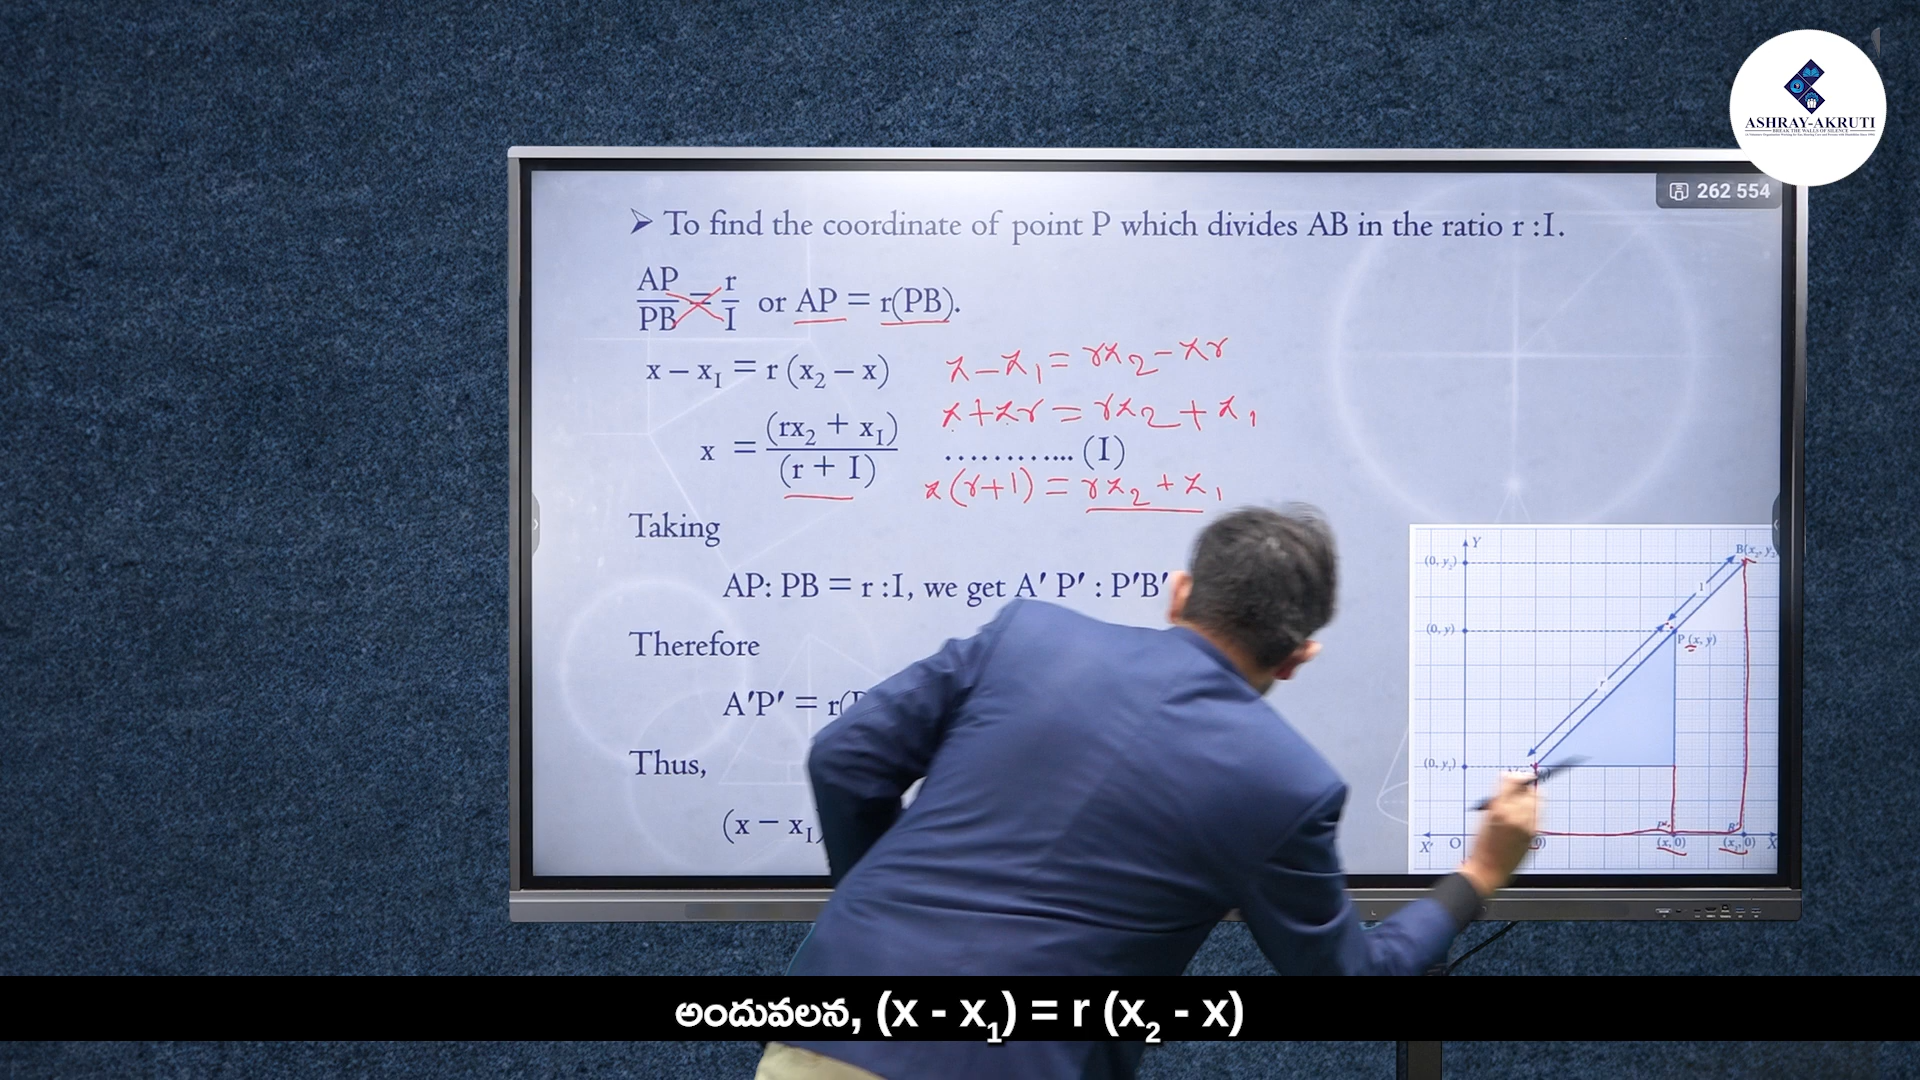 ASHRAY-AKRUTI
BREAK THE WALLS OF SILENCE
262 554
➤ To find the coordinate of point P which divides AB in the ratio r :I.
AP/PB = r/I or AP = r(PB).
x – x₁ = r (x₂ – x)
x - x₁ = rx₂ - xr
x + xr = rx₂ + x₁
x = (rx₂ + x₁)/(r + I) ………... (I)
x(r+1) = rx₂ + x₁
Taking
AP: PB = r :I, we get A′ P′ : P′B′
Therefore
A′P′ = r(
Thus,
(x – x₁
Y
(0, y₂)
B(x₂, y₂
1
(0, y)
P (x, y)
(0, y₁)
X′ O 0) (x, 0) (x₂, 0) X
అందువలన, (x - x₁) = r (x₂ - x)